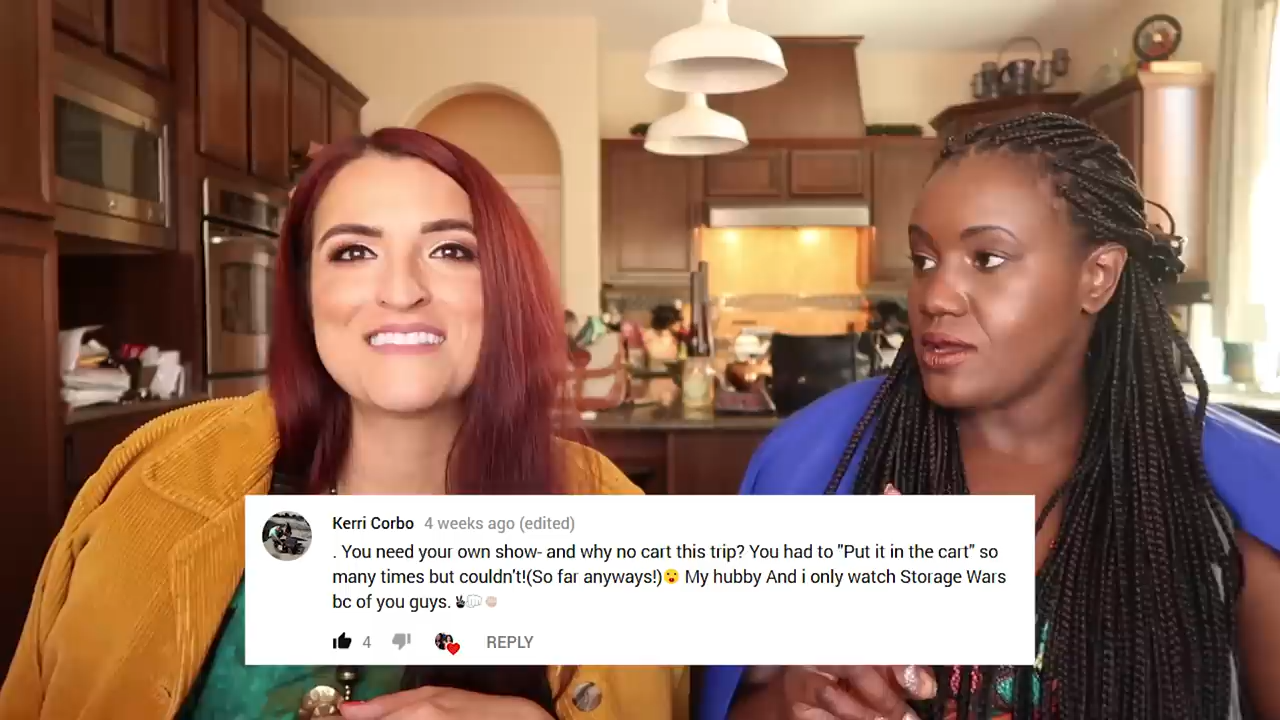 Kerri Corbo 4 weeks ago (edited)
. You need your own show- and why no cart this trip? You had to "Put it in the cart" so
many times but couldn't!(So far anyways!)😮 My hubby And i only watch Storage Wars
bc of you guys.✌🏿👊🏻👊🏻
4 REPLY